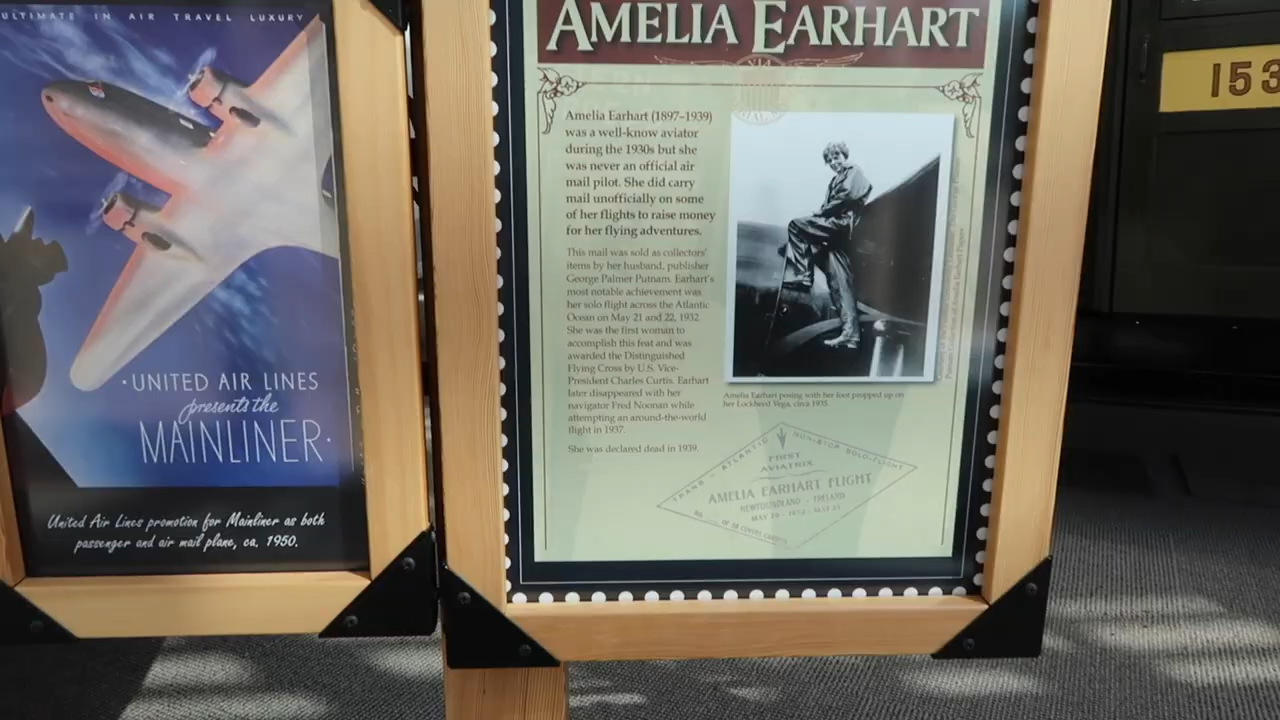 ULTIMATE IN AIR TRAVEL LUXURY
UNITED AIR LINES
presents the
MAINLINER
United Air Lines promotion for Mainliner as both
passenger and air mail plane, ca. 1950.
AMELIA EARHART
Amelia Earhart (1897–1939)
was a well-know aviator
during the 1930s but she
was never an official air
mail pilot. She did carry
mail unofficially on some
of her flights to raise money
for her flying adventures.
This mail was sold as collectors'
items by her husband, publisher
George Palmer Putnam. Earhart's
most notable achievement was
her solo flight across the Atlantic
Ocean on May 21 and 22, 1932.
She was the first woman to
accomplish this feat and was
awarded the Distinguished
Flying Cross by U.S. Vice-
President Charles Curtis. Earhart
later disappeared with her
navigator Fred Noonan while
attempting an around-the-world
flight in 1937.
She was declared dead in 1939.
Amelia Earhart posing with her foot propped up on
her Lockheed Vega, circa 1935.
TRANS - ATLANTIC NON-STOP SOLO-FLIGHT
FIRST
AVIATRIX
AMELIA EARHART FLIGHT
NEWFOUNDLAND - IRELAND
153